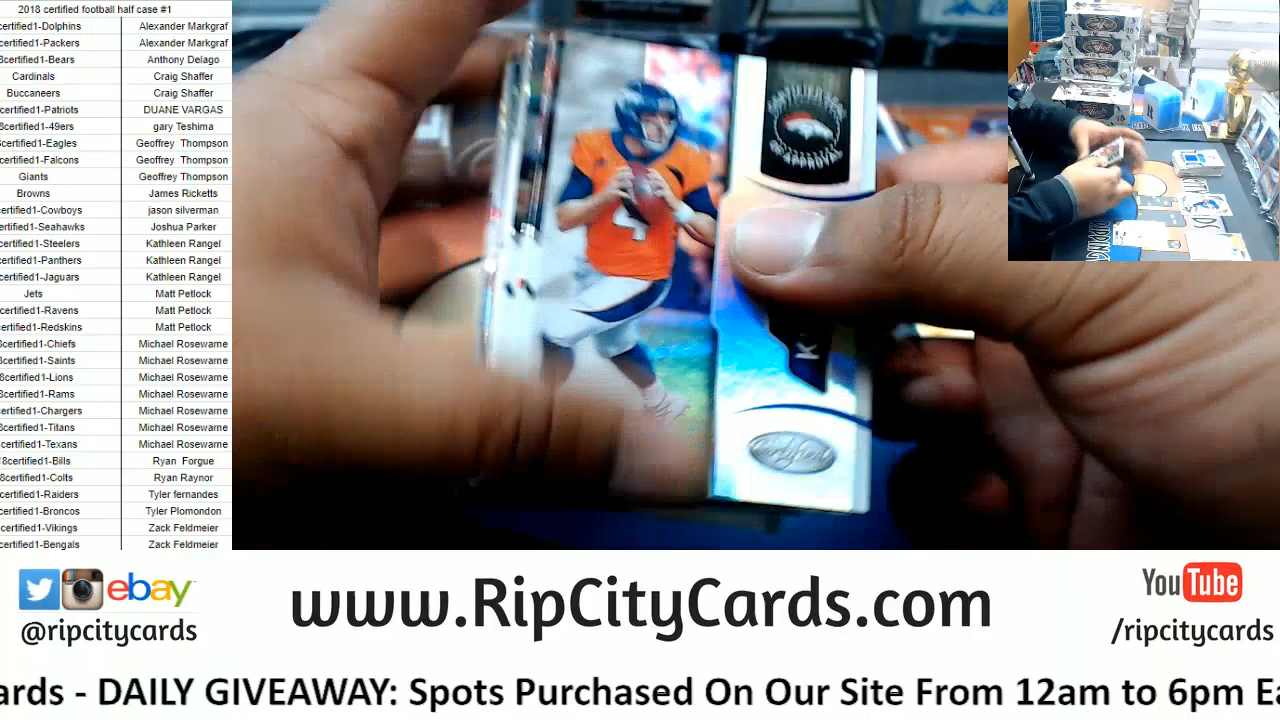 2018 certified football half case #1
certified1-Dolphins Alexander Markgraf
certified1-Packers Alexander Markgraf
8certified1-Bears Anthony Delago
Cardinals Craig Shaffer
Buccaneers Craig Shaffer
certified1-Patriots DUANE VARGAS
8certified1-49ers gary Teshima
8certified1-Eagles Geoffrey Thompson
certified1-Falcons Geoffrey Thompson
Giants Geoffrey Thompson
Browns James Ricketts
certified1-Cowboys jason silverman
certified1-Seahawks Joshua Parker
certified1-Steelers Kathleen Rangel
certified1-Panthers Kathleen Rangel
certified1-Jaguars Kathleen Rangel
Jets Matt Petlock
certified1-Ravens Matt Petlock
certified1-Redskins Matt Petlock
8certified1-Chiefs Michael Rosewarne
8certified1-Saints Michael Rosewarne
8certified1-Lions Michael Rosewarne
8certified1-Rams Michael Rosewarne
certified1-Chargers Michael Rosewarne
8certified1-Titans Michael Rosewarne
certified1-Texans Michael Rosewarne
18certified1-Bills Ryan Forgue
8certified1-Colts Ryan Raynor
certified1-Raiders Tyler fernandes
certified1-Broncos Tyler Plomondon
certified1-Vikings Zack Feldmeier
certified1-Bengals Zack Feldmeier
4
K
Certified
ebay
@ripcitycards
www.RipCityCards.com
YouTube
/ripcitycards
ards - DAILY GIVEAWAY: Spots Purchased On Our Site From 12am to 6pm Ea